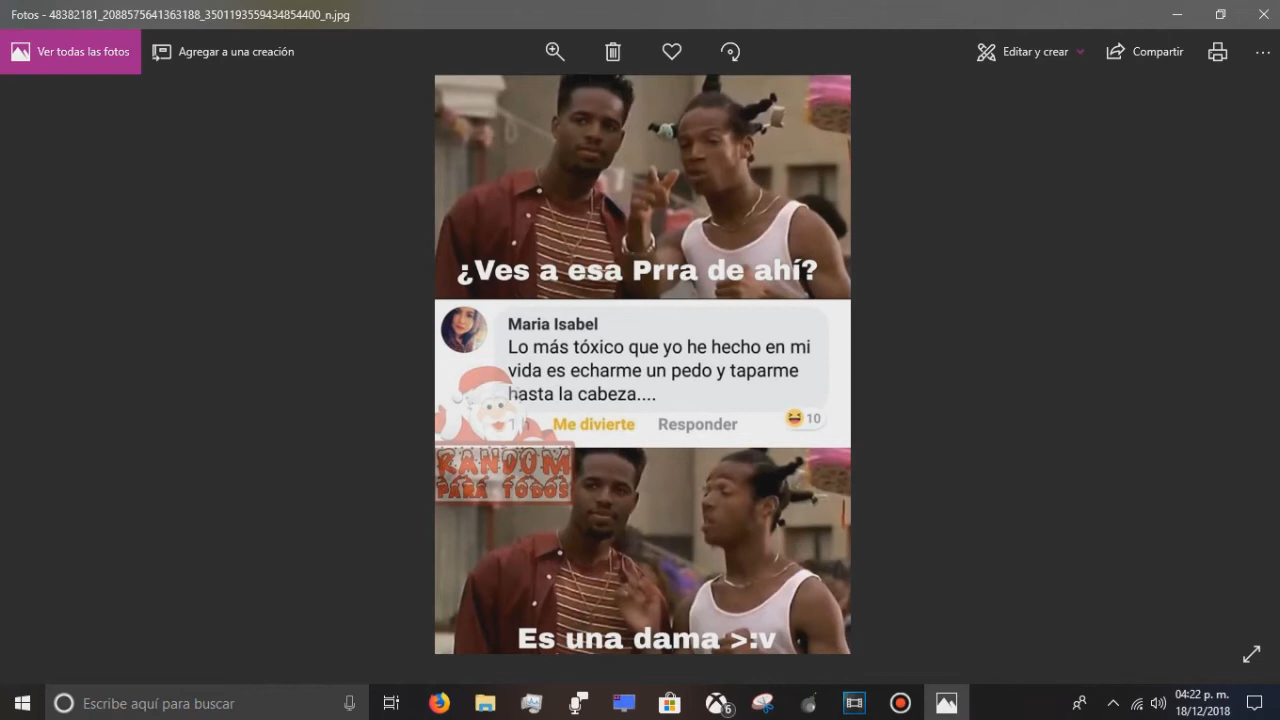 Fotos - 48382181_2088575641363188_3501193559434854400_n.jpg
Ver todas las fotos
Agregar a una creación
Editar y crear
Compartir
¿Ves a esa Prra de ahí?
Maria Isabel
Lo más tóxico que yo he hecho en mi
vida es echarme un pedo y taparme
hasta la cabeza....
1 h Me divierte Responder 10
RANDOM
PARA TODOS
Es una dama >:v
Escribe aquí para buscar
6
04:22 p. m.
18/12/2018